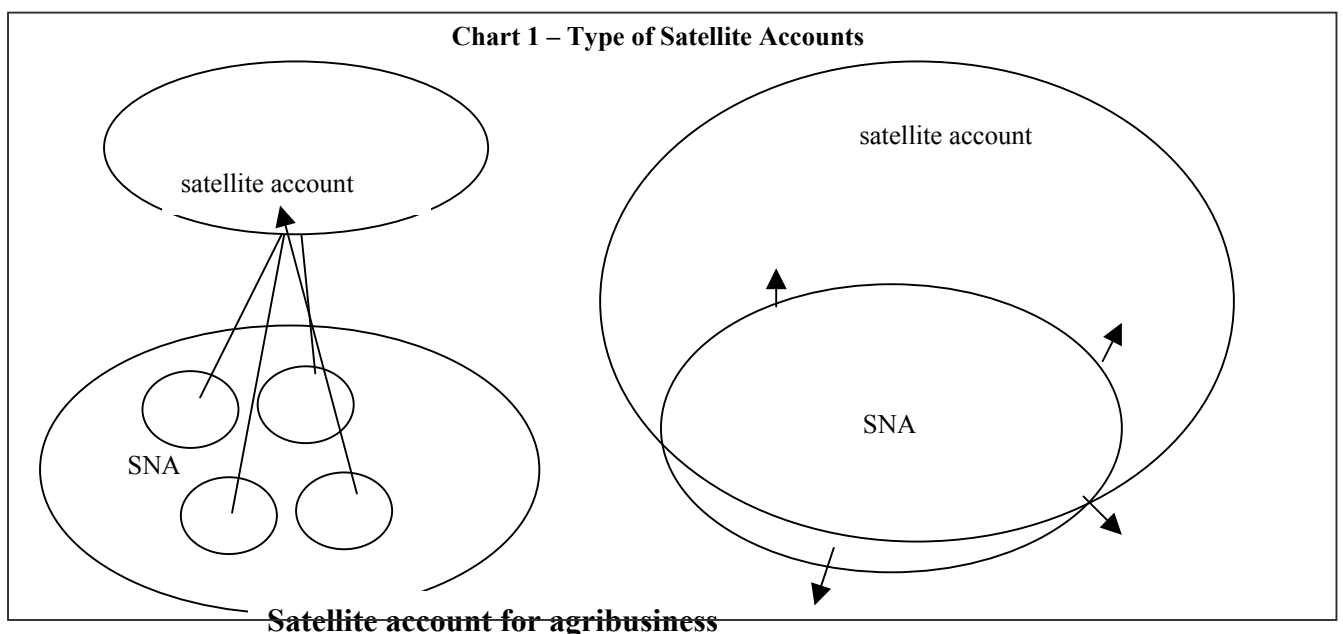 Chart 1 – Type of Satellite Accounts
satellite account
satellite account
SNA
SNA
Satellite account for agribusiness